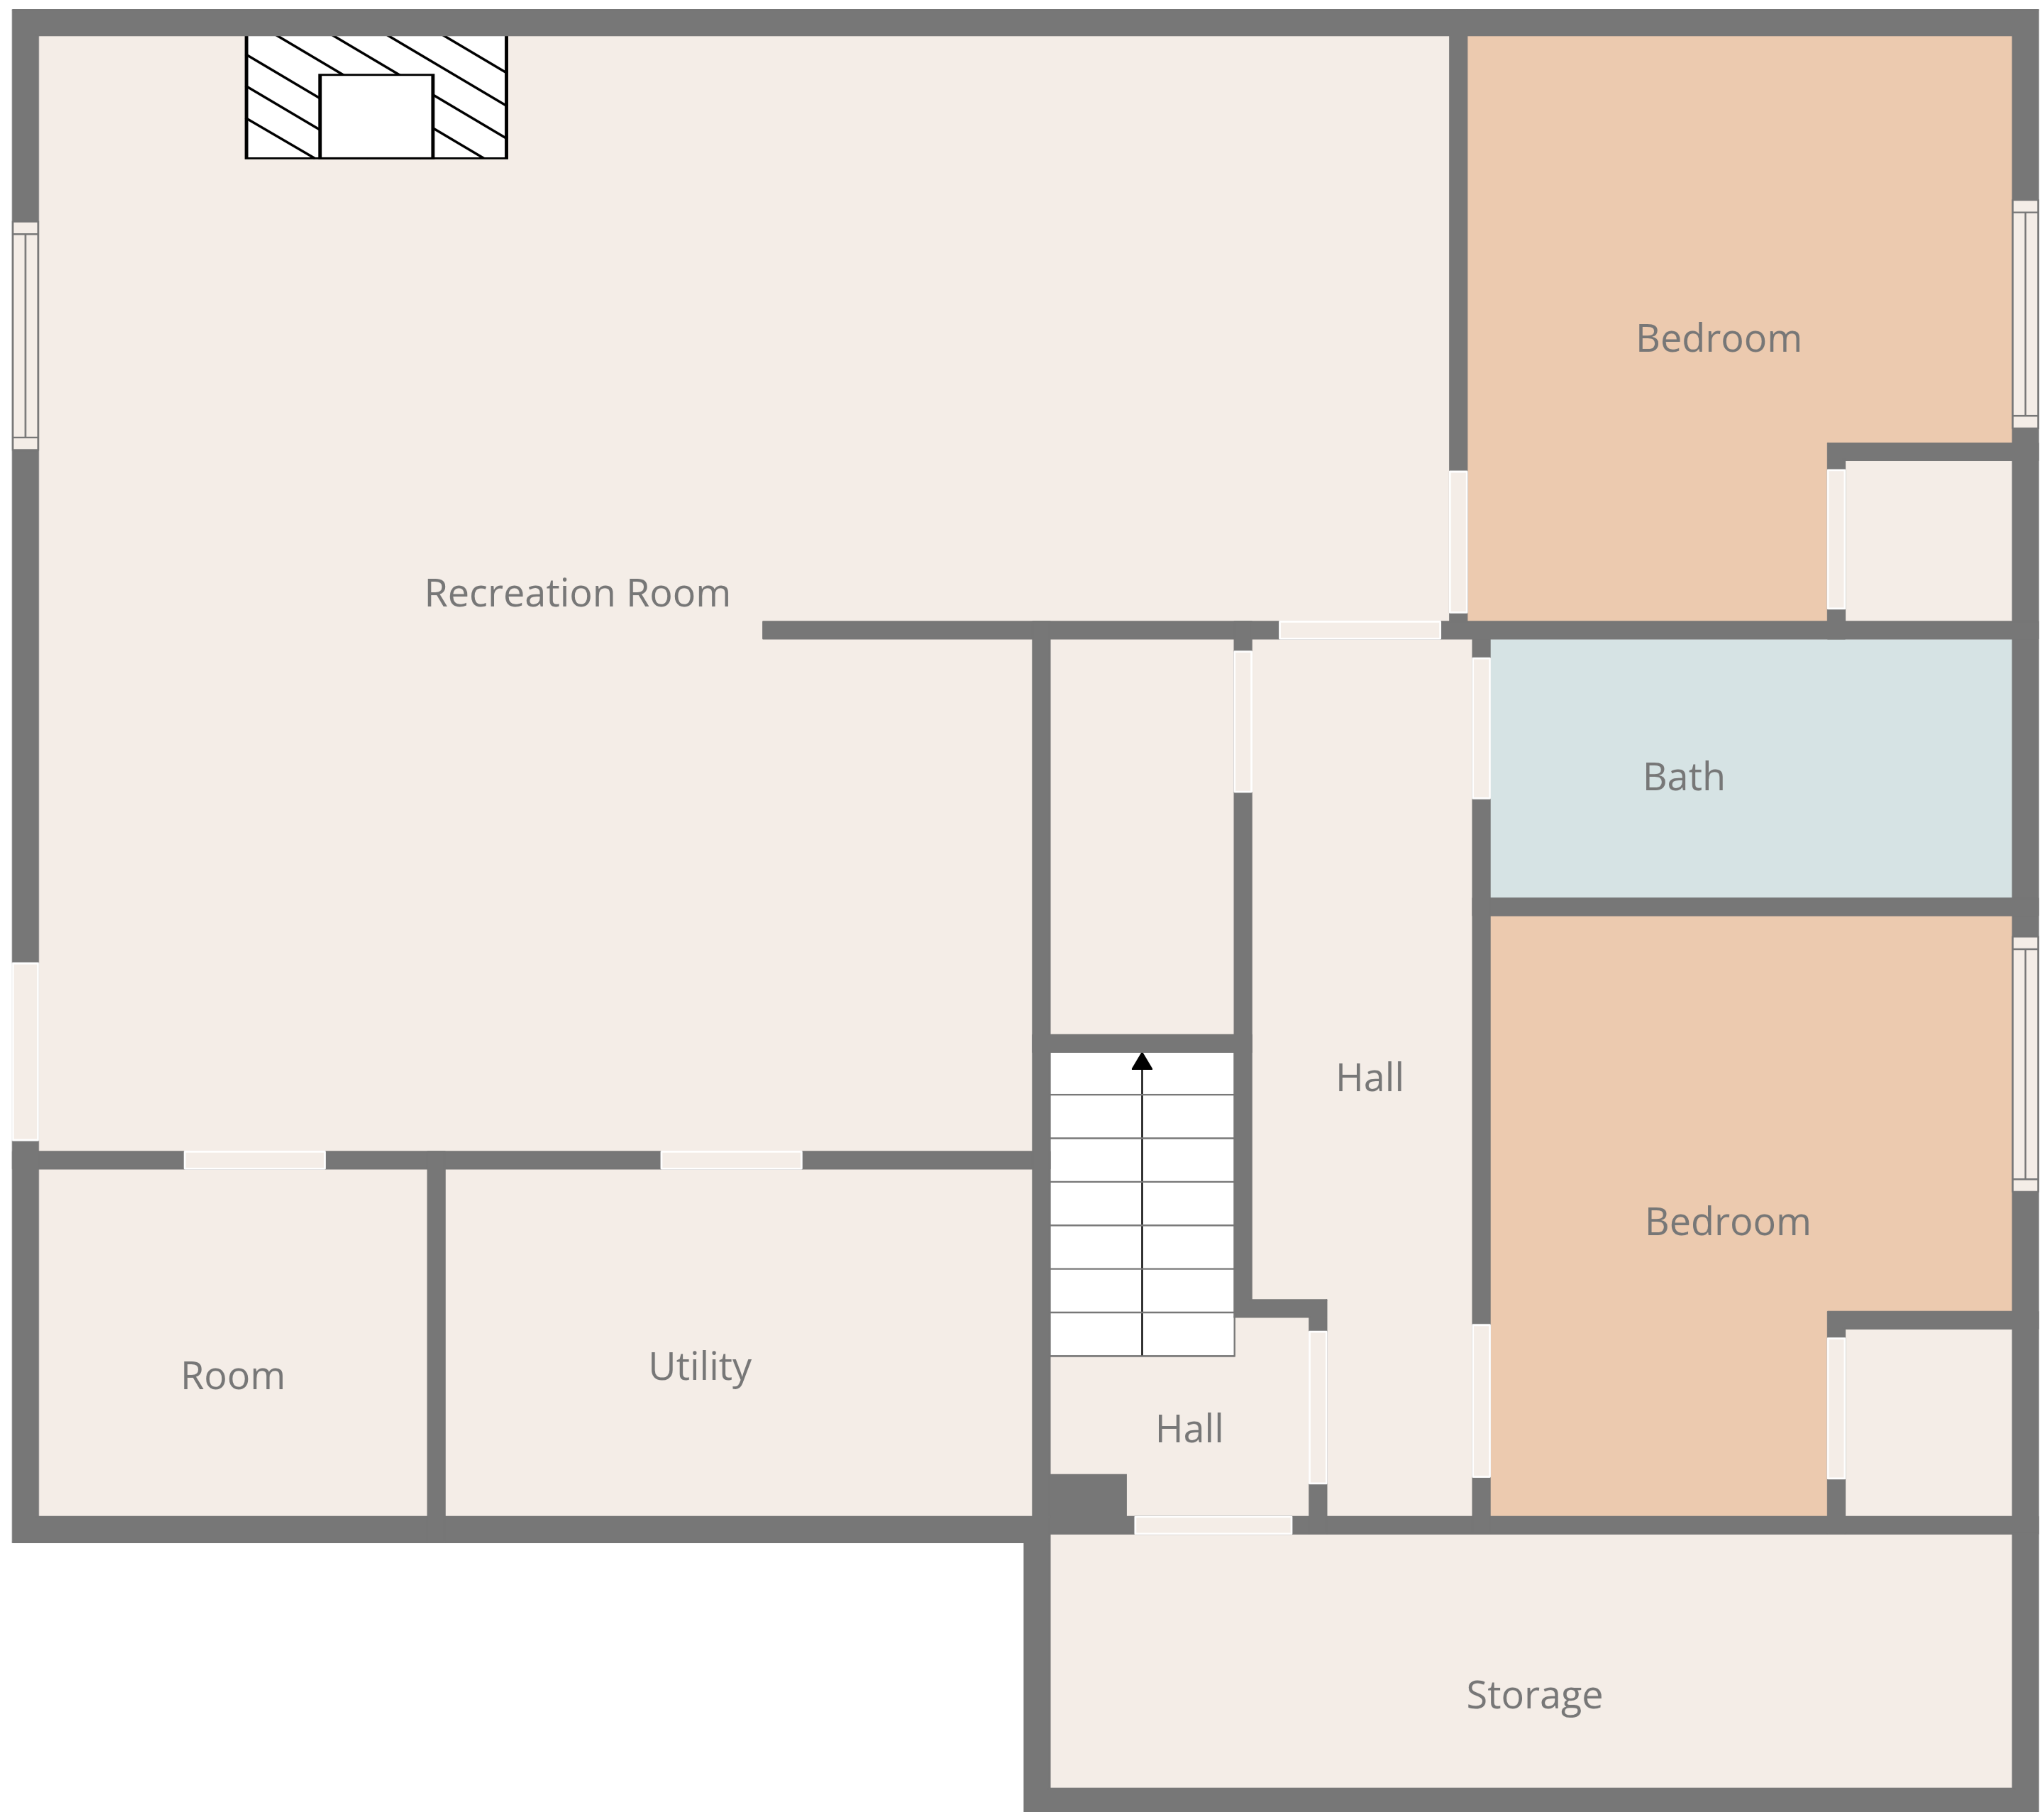 Bedroom
Recreation Room
Bath
Hall
Bedroom
Room
Utility
Hall
Storage